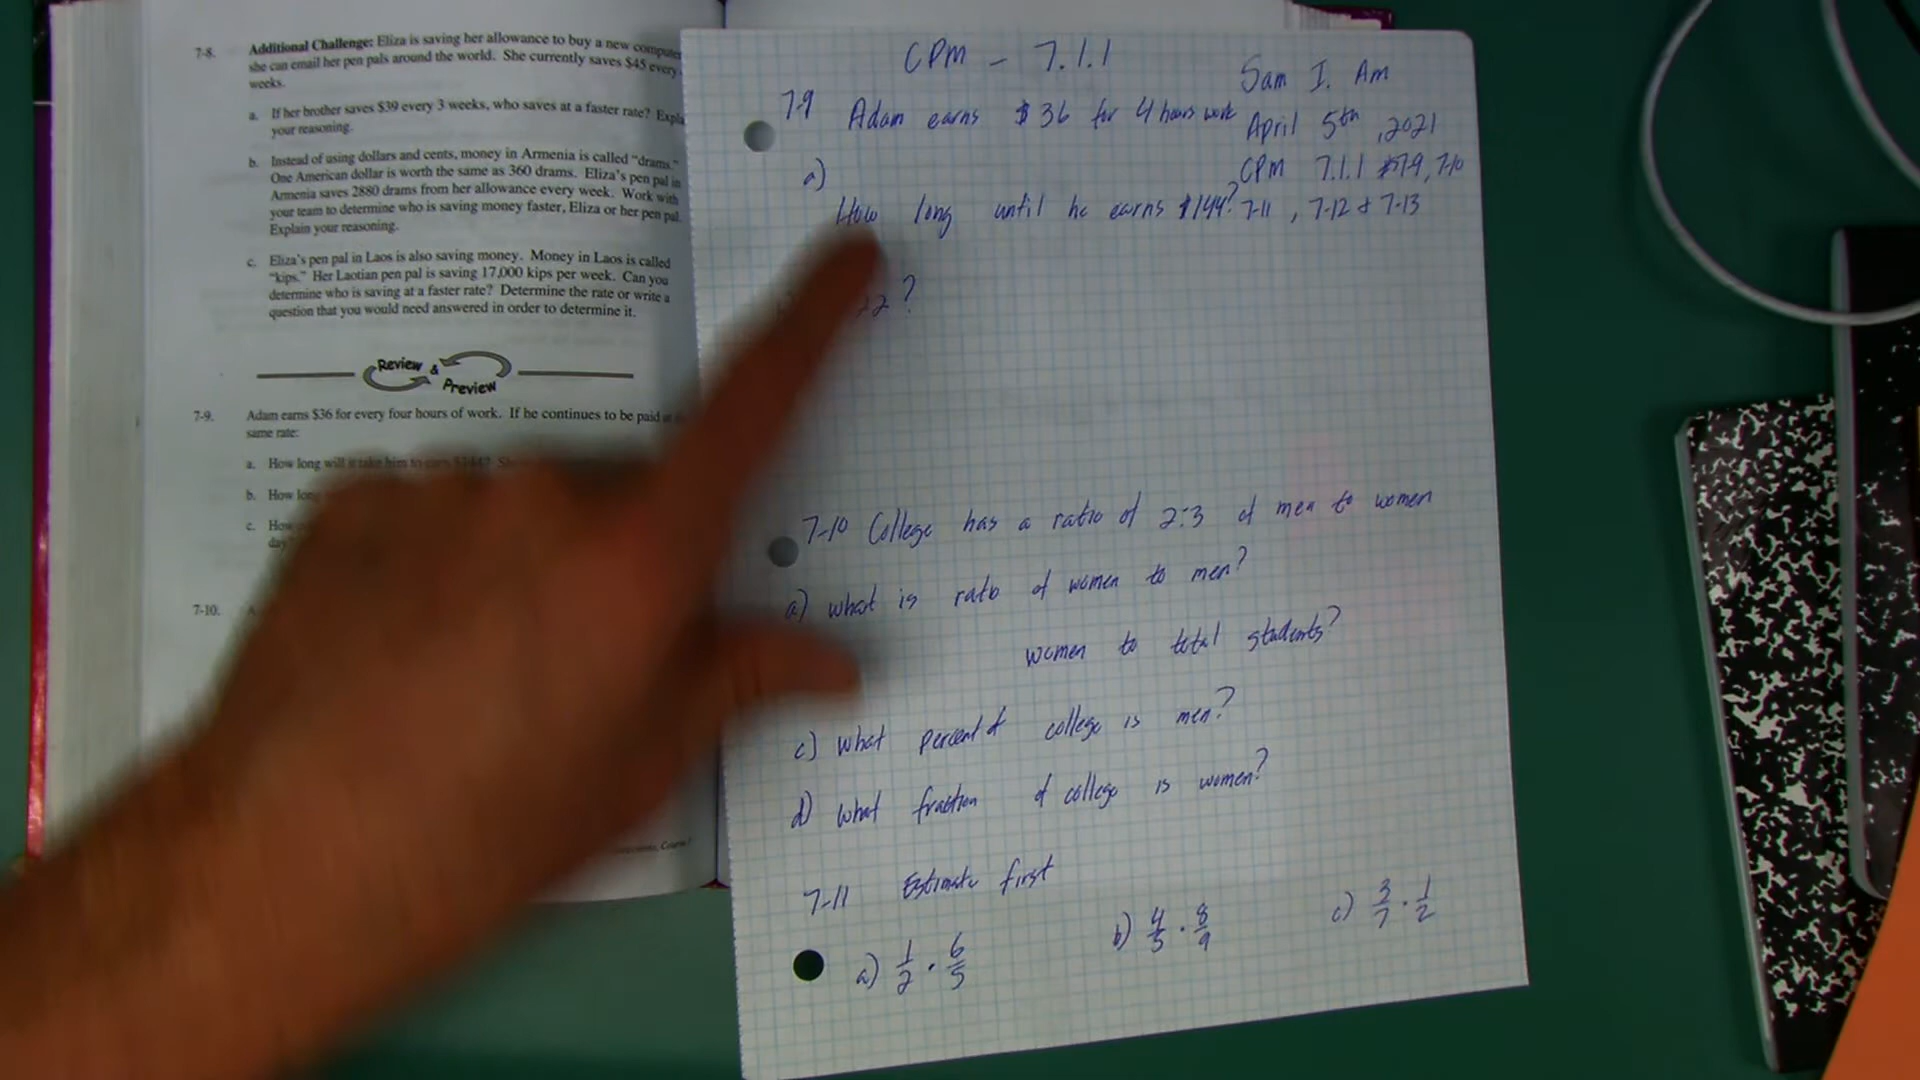 7-8. Additional Challenge: Eliza is saving her allowance to buy a new computer
she can email her pen pals around the world. She currently saves $45 every
weeks.
a. If her brother saves $39 every 3 weeks, who saves at a faster rate?
your reasoning.
b. Instead of using dollars and cents, money in Armenia is called “drams.”
One American dollar is worth the same as 360 drams. Eliza's pen pal in
Armenia saves 2880 drams from her allowance every week. Work with
your team to determine who is saving money faster, Eliza or her pen pal.
Explain your reasoning.
c. Eliza's pen pal in Laos is also saving money. Money in Laos is called
“kips.” Her Laotian pen pal is saving 17,000 kips per week. Can you
determine who is saving at a faster rate? Determine the rate or write a
question that you would need answered in order to determine it.
Review &
Preview
7-9. Adam earns $36 for every four hours of work. If he continues to be paid
same rate:
a. How long will it take him to earn $144?
b. How
c.
7-10. A
CPM - 7.1.1
Sam I. Am
April 5th, 2021
CPM 7.1.1 #7-9, 7-10
7-11, 7-12 + 7-13
7-9 Adam earns $36 for 4 hours work
a)
How long until he earns $144?
?
7-10 College has a ratio of 2:3 of men to women
a) what is ratio of women to men?
women to total students?
c) what percent of college is men?
d) what fraction of college is women?
7-11 Estimate first
a) 1/2 · 6/5 b) 4/5 · 8/9 c) 3/7 · 1/2